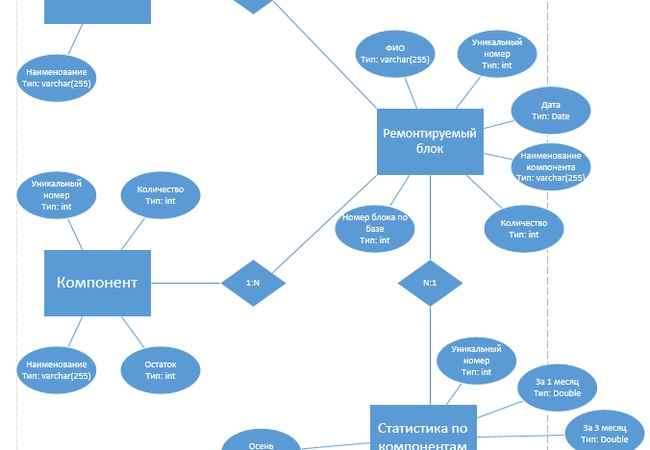 ФИО
Тип: varchar(255)
Уникальный
номер
Тип: int
Наименование
Тип: varchar(255)
Дата
Тип: Date
Ремонтируемый
блок
Наименование
компонента
Тип: varchar(255)
Уникальный
номер
Тип: int
Количество
Тип: int
Номер блока по
базе
Тип: int
Количество
Тип: int
Компонент
1:N
N:1
Наименование
Тип: varchar(255)
Остаток
Тип: int
Уникальный
номер
Тип: int
За 1 месяц
Тип: Double
Статистика по
компонентам
За 3 месяц
Тип: Double
Осень